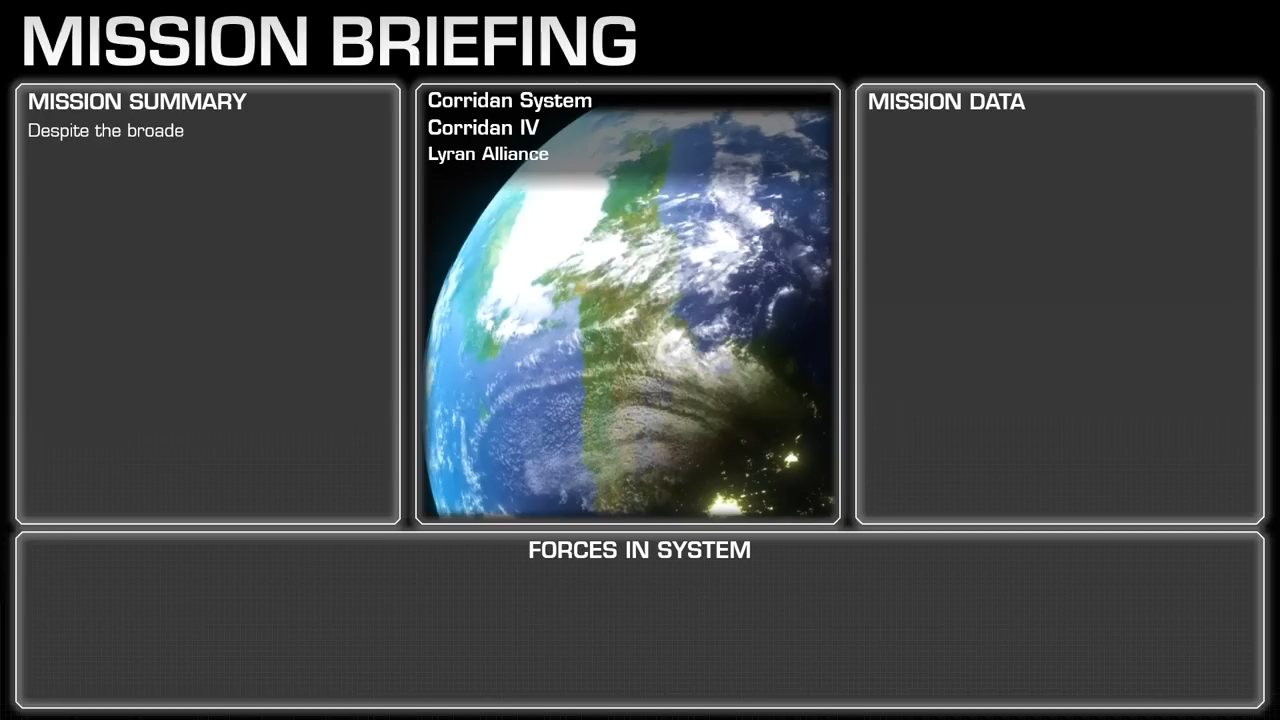 MISSION BRIEFING
MISSION SUMMARY
Despite the broade
Corridan System
Corridan IV
Lyran Alliance
MISSION DATA
FORCES IN SYSTEM